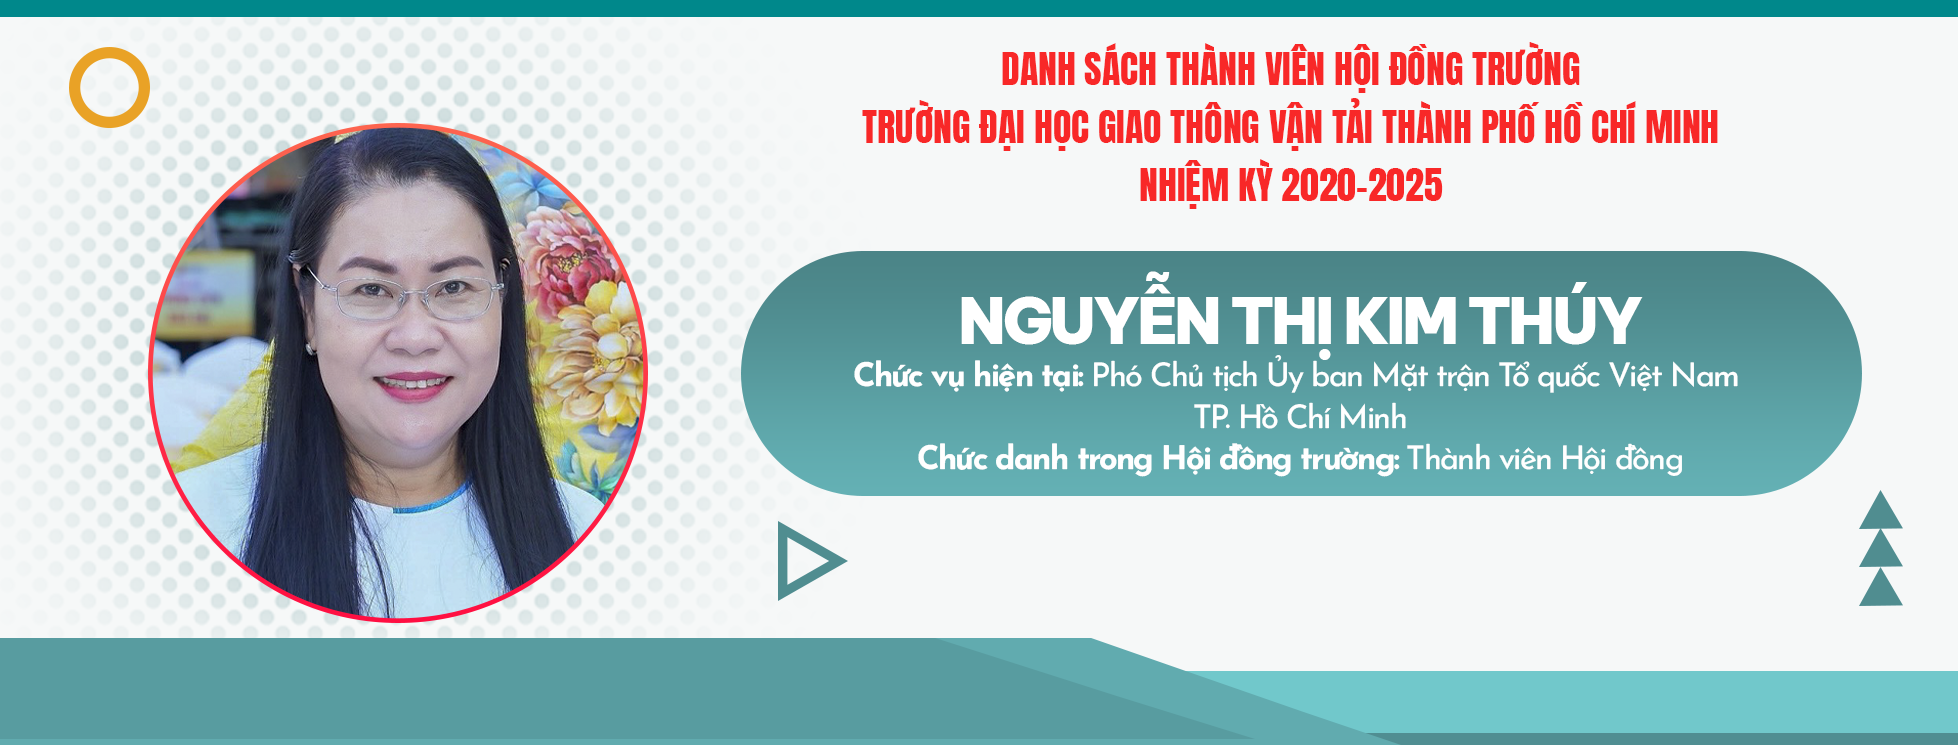 DANH SÁCH THÀNH VIÊN HỘI ĐỒNG TRƯỜNG
TRƯỜNG ĐẠI HỌC GIAO THÔNG VẬN TẢI THÀNH PHỐ HỒ CHÍ MINH
NHIỆM KỲ 2020-2025
NGUYỄN THỊ KIM THÚY
Chức vụ hiện tại: Phó Chủ tịch Ủy ban Mặt trận Tổ quốc Việt Nam
TP. Hồ Chí Minh
Chức danh trong Hội đồng trường: Thành viên Hội đồng